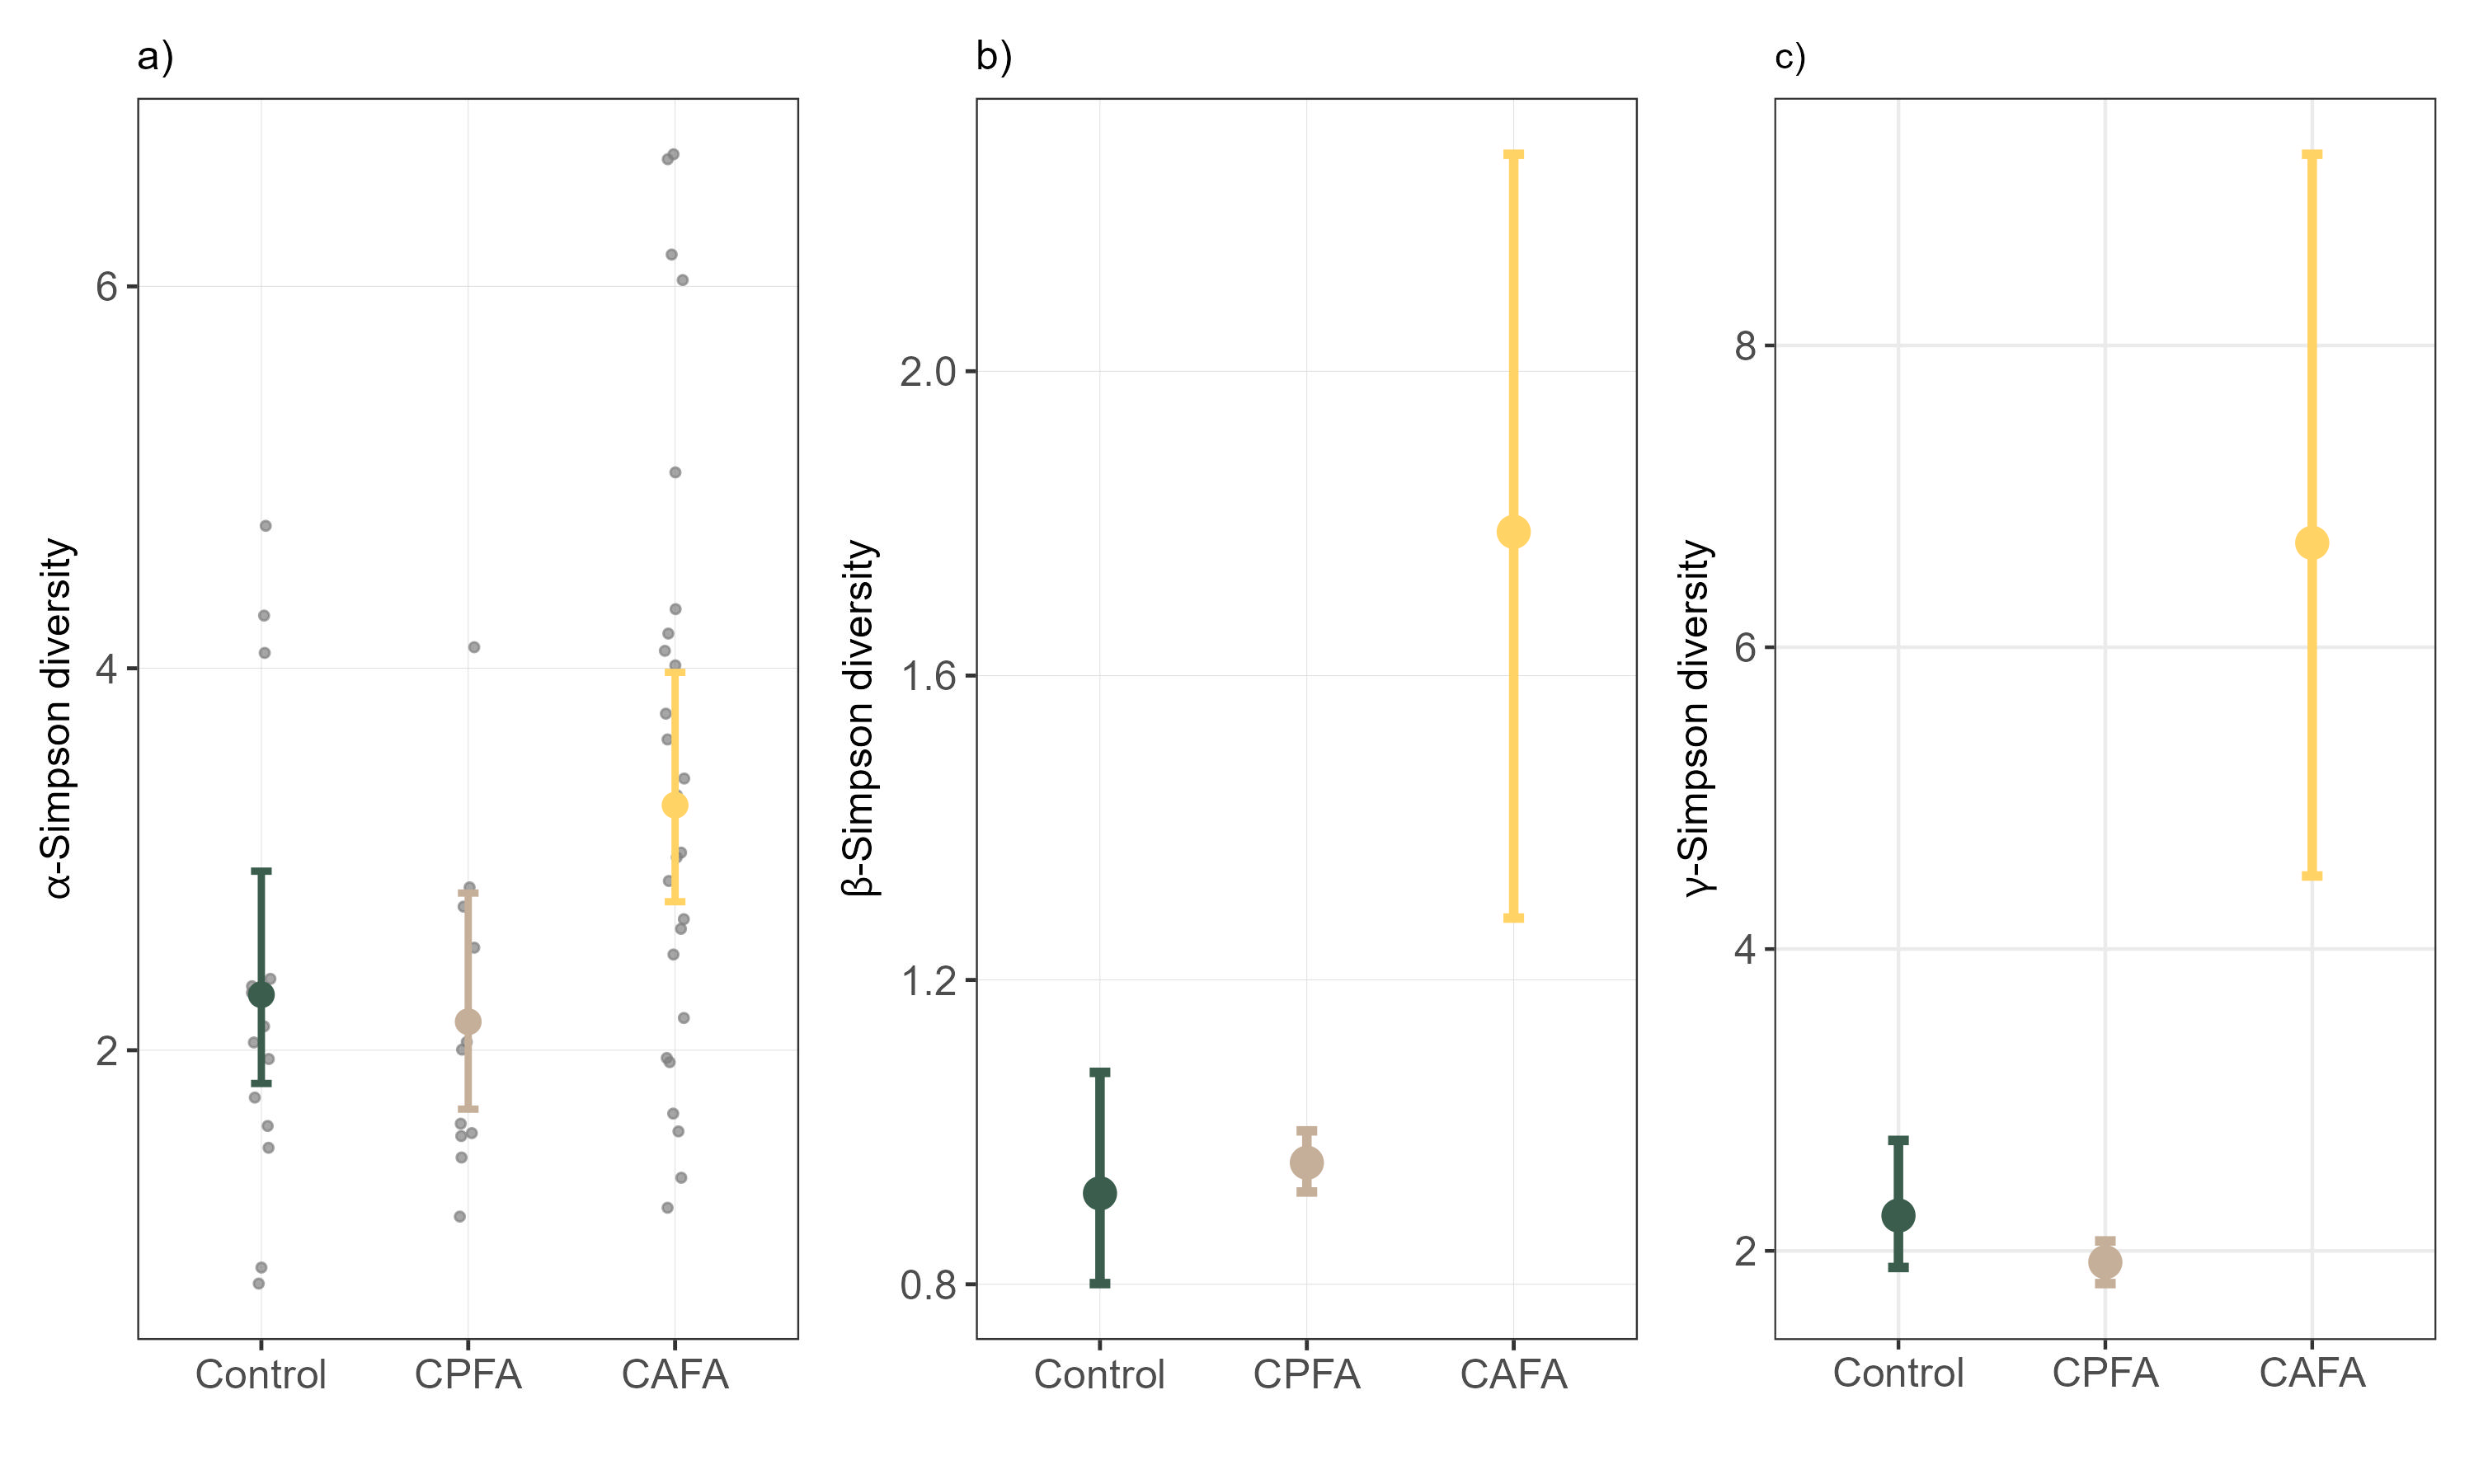 a)
α-Simpson diversity
6
4
2
Control CPFA CAFA
b)
β-Simpson diversity
2.0
1.6
1.2
0.8
Control CPFA CAFA
c)
γ-Simpson diversity
8
6
4
2
Control CPFA CAFA